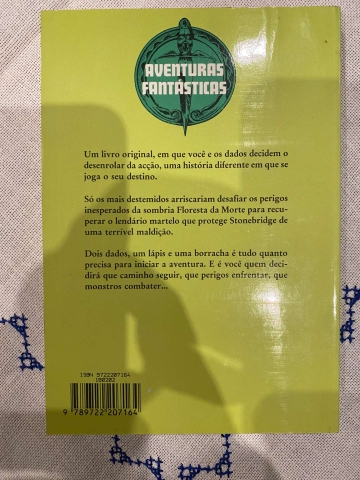 AVENTURAS
FANTÁSTICAS
Um livro original, em que você e os dados decidem o
desenrolar da acção, uma história diferente em que se
joga o seu destino.
Só os mais destemidos arriscariam desafiar os perigos
inesperados da sombria Floresta da Morte para recu-
perar o lendário martelo que protege Stonebridge de
uma terrível maldição.
Dois dados, um lápis e uma borracha é tudo quanto
precisa para iniciar a aventura. E é você quem deci-
dirá que caminho seguir, que perigos enfrentar, que
monstros combater...
ISBN 9722207164
100202
9 789722 207164